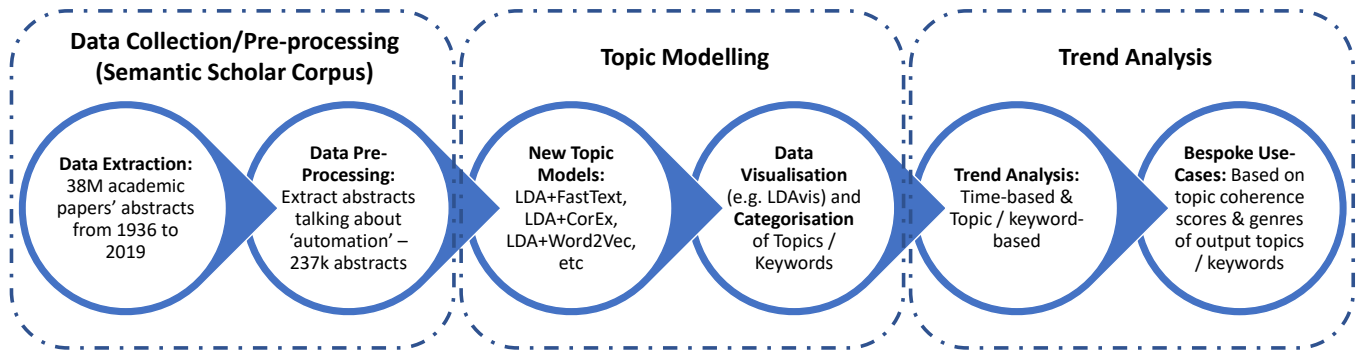 Data Collection/Pre-processing
(Semantic Scholar Corpus)
Data Extraction:
38M academic
papers' abstracts
from 1936 to
2019
Data Pre-
Processing:
Extract abstracts
talking about
'automation' –
237k abstracts
Topic Modelling
New Topic
Models:
LDA+FastText,
LDA+CorEx,
LDA+Word2Vec,
etc
Data
Visualisation
(e.g. LDAvis) and
Categorisation
of Topics /
Keywords
Trend Analysis
Trend Analysis:
Time-based &
Topic / keyword-
based
Bespoke Use-
Cases: Based on
topic coherence
scores & genres
of output topics
/ keywords